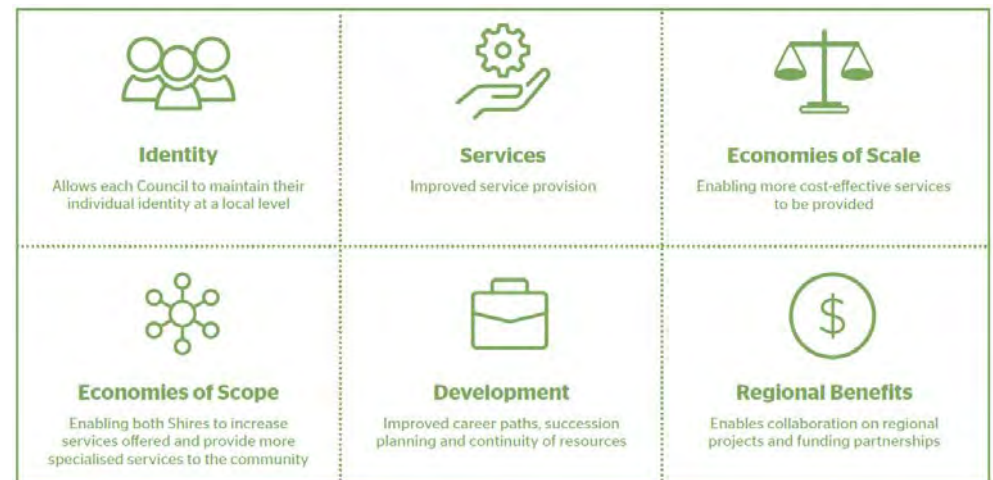 Identity
Allows each Council to maintain their
individual identity at a local level
Services
Improved service provision
Economies of Scale
Enabling more cost-effective services
to be provided
Economies of Scope
Enabling both Shires to increase
services offered and provide more
specialised services to the community
Development
Improved career paths, succession
planning and continuity of resources
$
Regional Benefits
Enables collaboration on regional
projects and funding partnerships